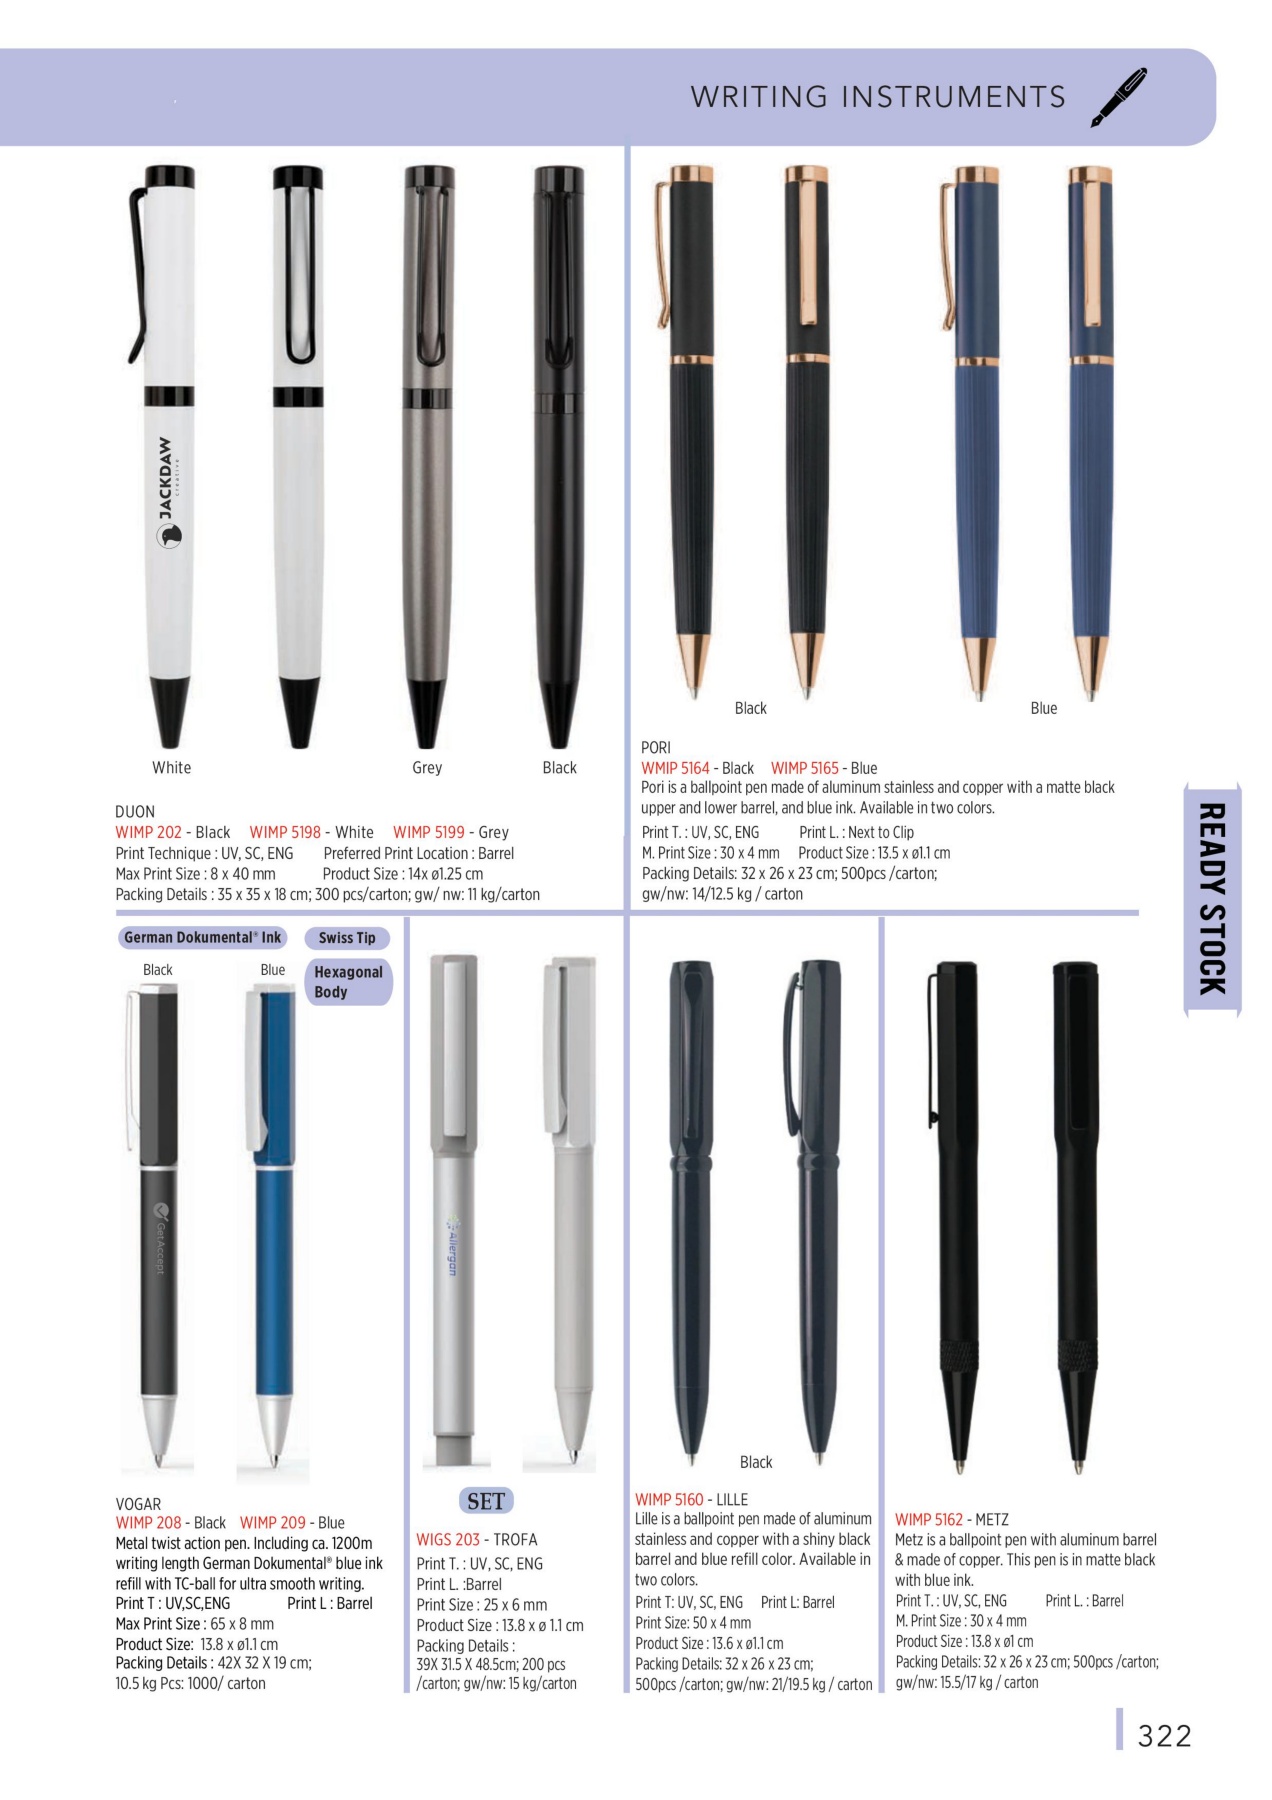 WRITING INSTRUMENTS
JACKDAW
creative
White
Grey
Black
DUON
WIMP 202 - Black WIMP 5198 - White WIMP 5199 - Grey
Print Technique : UV, SC, ENG Preferred Print Location : Barrel
Max Print Size : 8 x 40 mm Product Size : 14x ø1.25 cm
Packing Details : 35 x 35 x 18 cm; 300 pcs/carton; gw/ nw: 11 kg/carton
Black
Blue
PORI
WMIP 5164 - Black WIMP 5165 - Blue
Pori is a ballpoint pen made of aluminum stainless and copper with a matte black
upper and lower barrel, and blue ink. Available in two colors.
Print T. : UV, SC, ENG Print L. : Next to Clip
M. Print Size : 30 x 4 mm Product Size : 13.5 x ø1.1 cm
Packing Details: 32 x 26 x 23 cm; 500pcs /carton;
gw/nw: 14/12.5 kg / carton
READY STOCK
German Dokumental® Ink
Swiss Tip
Hexagonal
Body
Black
Blue
GetAccept
VOGAR
WIMP 208 - Black WIMP 209 - Blue
Metal twist action pen. Including ca. 1200m
writing length German Dokumental® blue ink
refill with TC-ball for ultra smooth writing.
Print T : UV,SC,ENG Print L : Barrel
Max Print Size : 65 x 8 mm
Product Size: 13.8 x ø1.1 cm
Packing Details : 42X 32 X 19 cm;
10.5 kg Pcs: 1000/ carton
Allergan
SET
WIGS 203 - TROFA
Print T. : UV, SC, ENG
Print L. :Barrel
Print Size : 25 x 6 mm
Product Size : 13.8 x ø 1.1 cm
Packing Details :
39X 31.5 X 48.5cm; 200 pcs
/carton; gw/nw: 15 kg/carton
Black
WIMP 5160 - LILLE
Lille is a ballpoint pen made of aluminum
stainless and copper with a shiny black
barrel and blue refill color. Available in
two colors.
Print T: UV, SC, ENG Print L: Barrel
Print Size: 50 x 4 mm
Product Size : 13.6 x ø1.1 cm
Packing Details: 32 x 26 x 23 cm;
500pcs /carton; gw/nw: 21/19.5 kg / carton
WIMP 5162 - METZ
Metz is a ballpoint pen with aluminum barrel
& made of copper. This pen is in matte black
with blue ink.
Print T. : UV, SC, ENG Print L. : Barrel
M. Print Size : 30 x 4 mm
Product Size : 13.8 x ø1 cm
Packing Details: 32 x 26 x 23 cm; 500pcs /carton;
gw/nw: 15.5/17 kg / carton
322